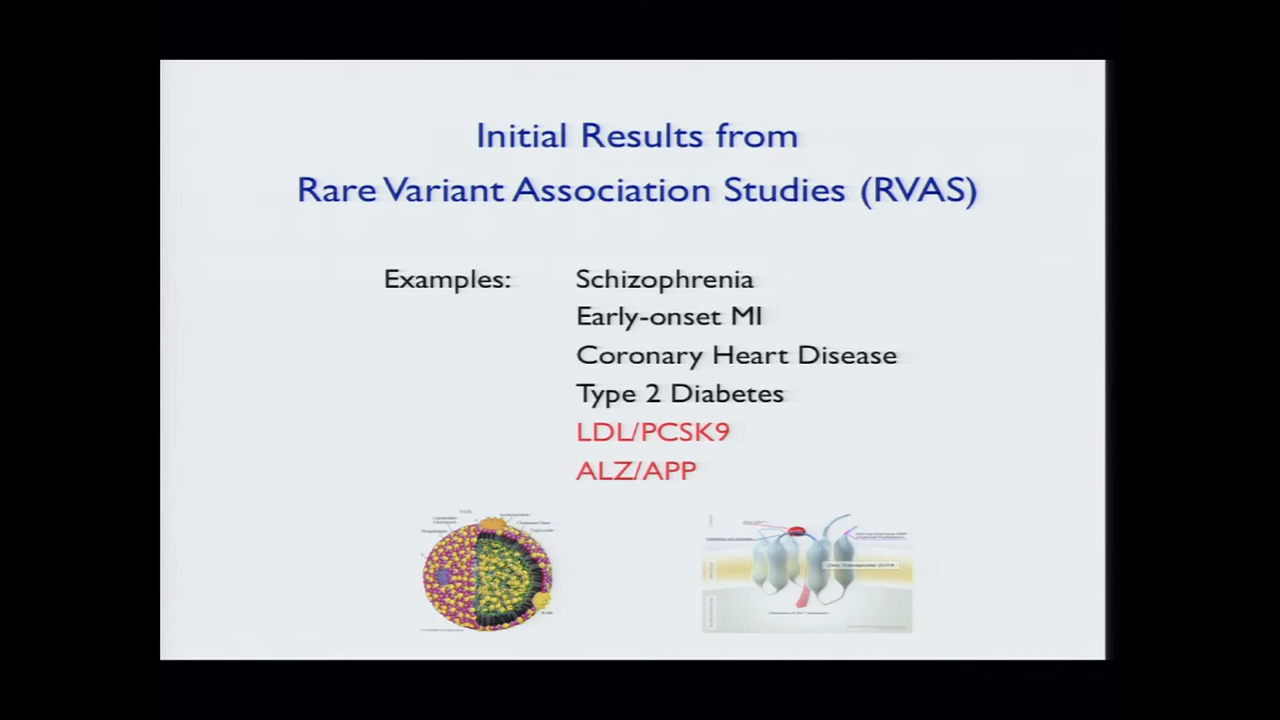 Initial Results from
Rare Variant Association Studies (RVAS)
Examples: Schizophrenia
Early-onset MI
Coronary Heart Disease
Type 2 Diabetes
LDL/PCSK9
ALZ/APP